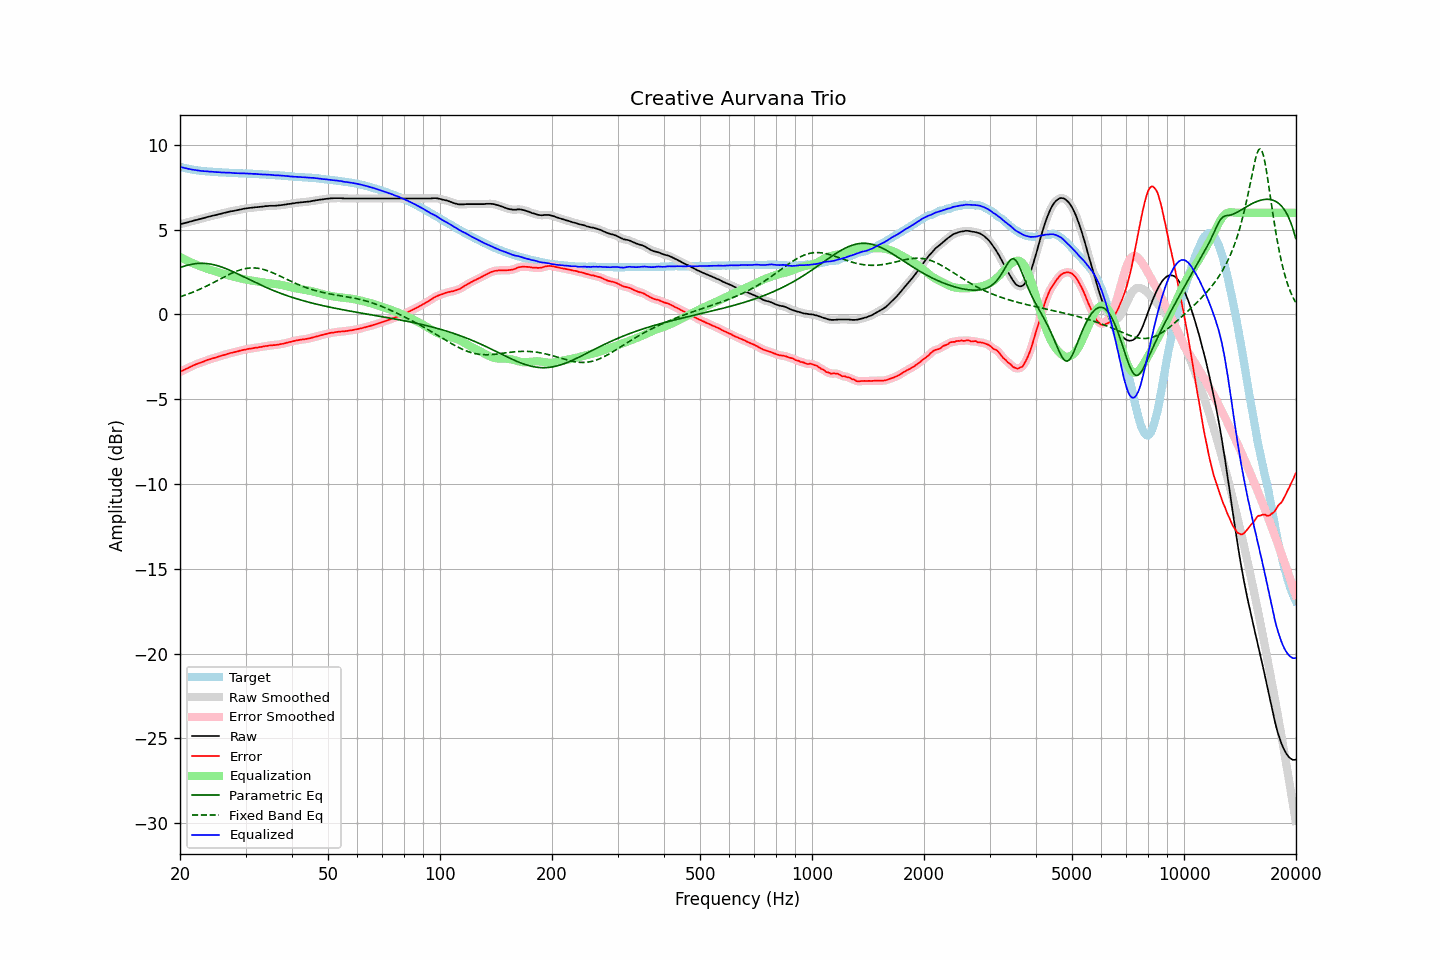 Creative Aurvana Trio
Amplitude (dBr)
10
5
0
−5
−10
−15
−20
−25
−30
Target
Raw Smoothed
Error Smoothed
Raw
Error
Equalization
Parametric Eq
Fixed Band Eq
Equalized
20 50 100 200 500 1000 2000 5000 10000 20000
Frequency (Hz)